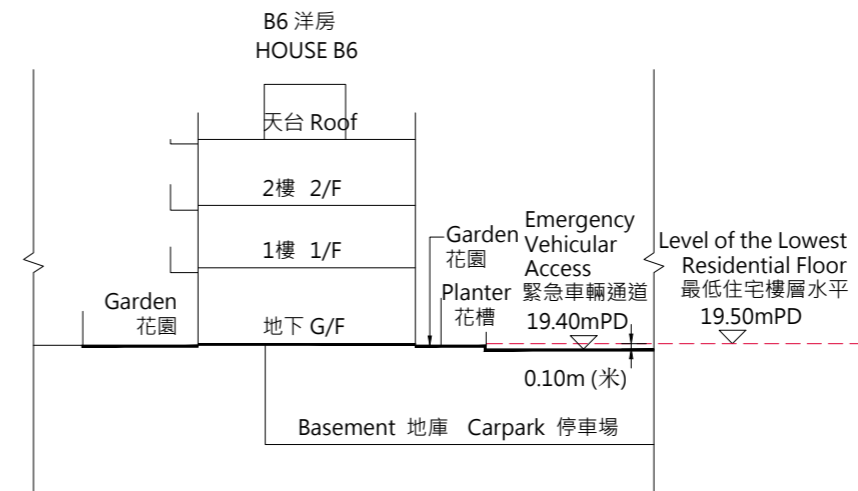 B6 洋房
HOUSE B6
天台 Roof
2樓 2/F
1樓 1/F
地下 G/F
Garden
花園
Garden
花園
Planter
花槽
Emergency
Vehicular
Access
緊急車輛通道
19.40mPD
0.10m (米)
Level of the Lowest
Residential Floor
最低住宅樓層水平
19.50mPD
Basement 地庫 Carpark 停車場